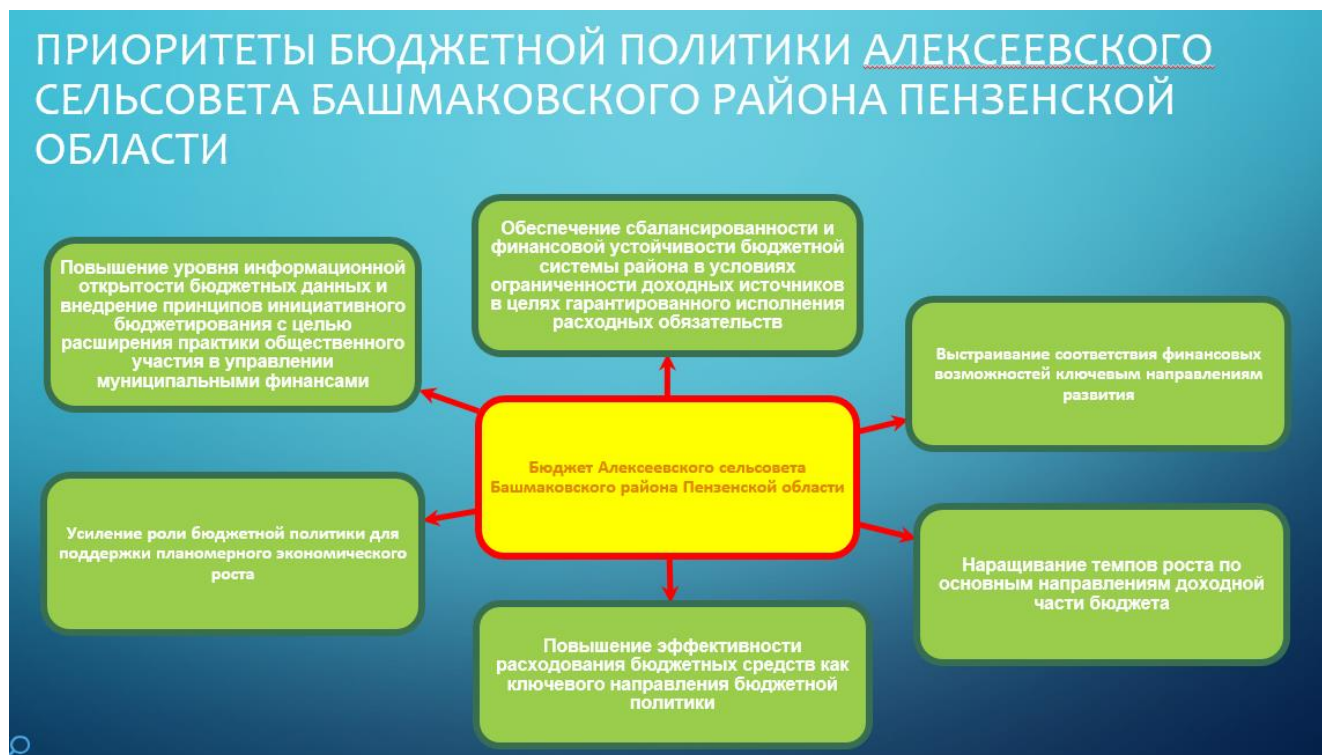 ПРИОРИТЕТЫ БЮДЖЕТНОЙ ПОЛИТИКИ АЛЕКСЕЕВСКОГО
СЕЛЬСОВЕТА БАШМАКОВСКОГО РАЙОНА ПЕНЗЕНСКОЙ
ОБЛАСТИ
Повышение уровня информационной
открытости бюджетных данных и
внедрение принципов инициативного
бюджетирования с целью
расширения практики общественного
участия в управлении
муниципальными финансами
Обеспечение сбалансированности и
финансовой устойчивости бюджетной
системы района в условиях
ограниченности доходных источников
в целях гарантированного исполнения
расходных обязательств
Выстраивание соответствия финансовых
возможностей ключевым направлениям
развития
Бюджет Алексеевского сельсовета
Башмаковского района Пензенской области
Усиление роли бюджетной политики для
поддержки планомерного экономического
роста
Наращивание темпов роста по
основным направлениям доходной
части бюджета
Повышение эффективности
расходования бюджетных средств как
ключевого направления бюджетной
политики